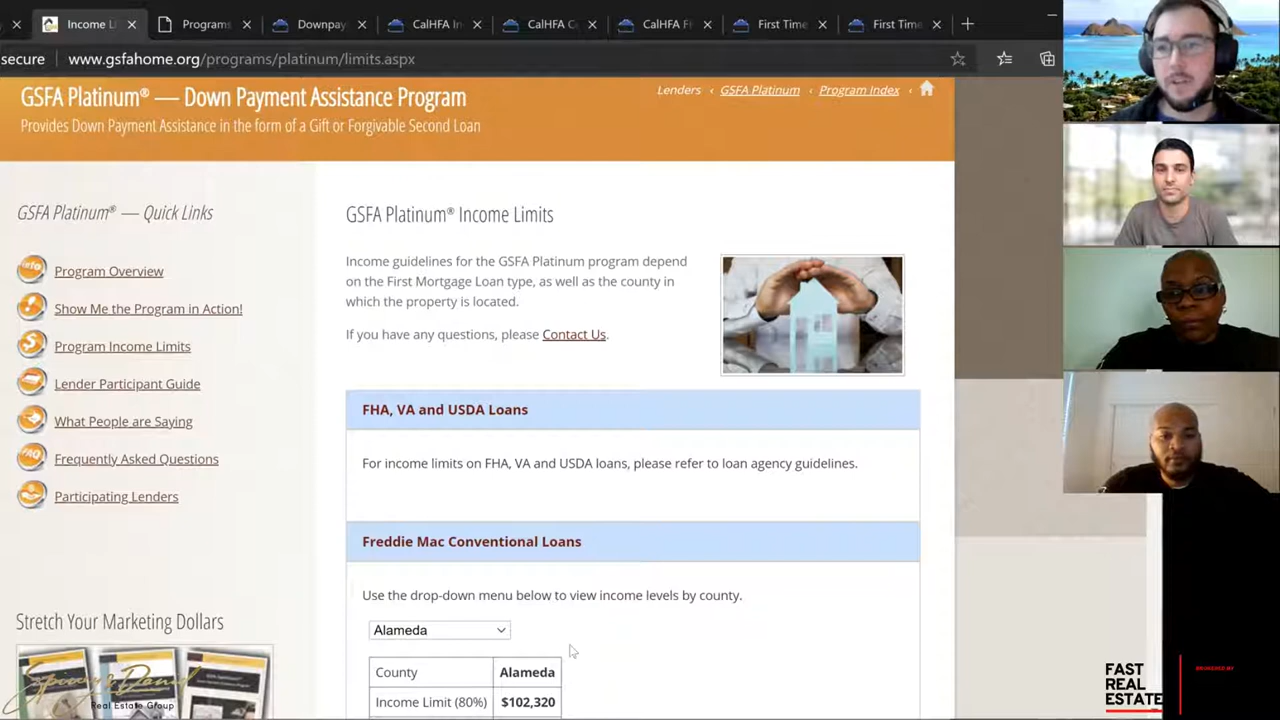 Income L
Programs
Downpay
CalHFA In
CalHFA C
CalHFA F
First Time
First Time
secure
www.gsfahome.org/programs/platinum/limits.aspx
GSFA Platinum® — Down Payment Assistance Program
Provides Down Payment Assistance in the form of a Gift or Forgivable Second Loan
Lenders ‹ GSFA Platinum ‹ Program Index ‹
GSFA Platinum® — Quick Links
Program Overview
Show Me the Program in Action!
Program Income Limits
Lender Participant Guide
What People are Saying
FAQ
Frequently Asked Questions
Participating Lenders
Stretch Your Marketing Dollars
Real Estate Group
GSFA Platinum® Income Limits
Income guidelines for the GSFA Platinum program depend
on the First Mortgage Loan type, as well as the county in
which the property is located.
If you have any questions, please Contact Us.
FHA, VA and USDA Loans
For income limits on FHA, VA and USDA loans, please refer to loan agency guidelines.
Freddie Mac Conventional Loans
Use the drop-down menu below to view income levels by county.
Alameda
County Alameda
Income Limit (80%) $102,320
FAST
REAL
ESTATE
BROKERED BY